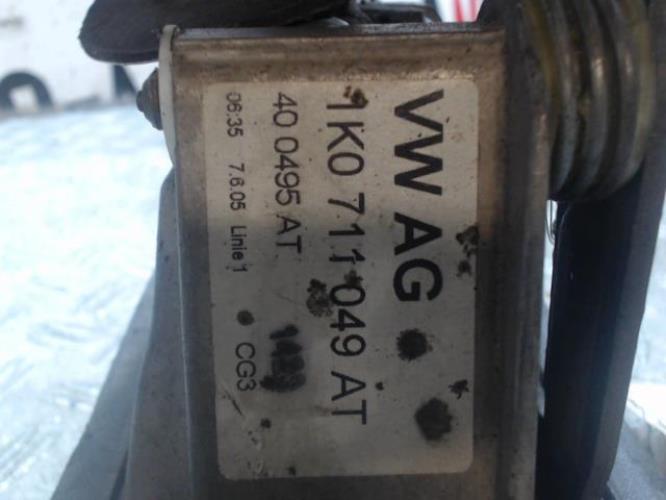 VW AG
1K0 711 049 AT
40 0495 AT
06:35 7.6.05 Linie 1 CG3